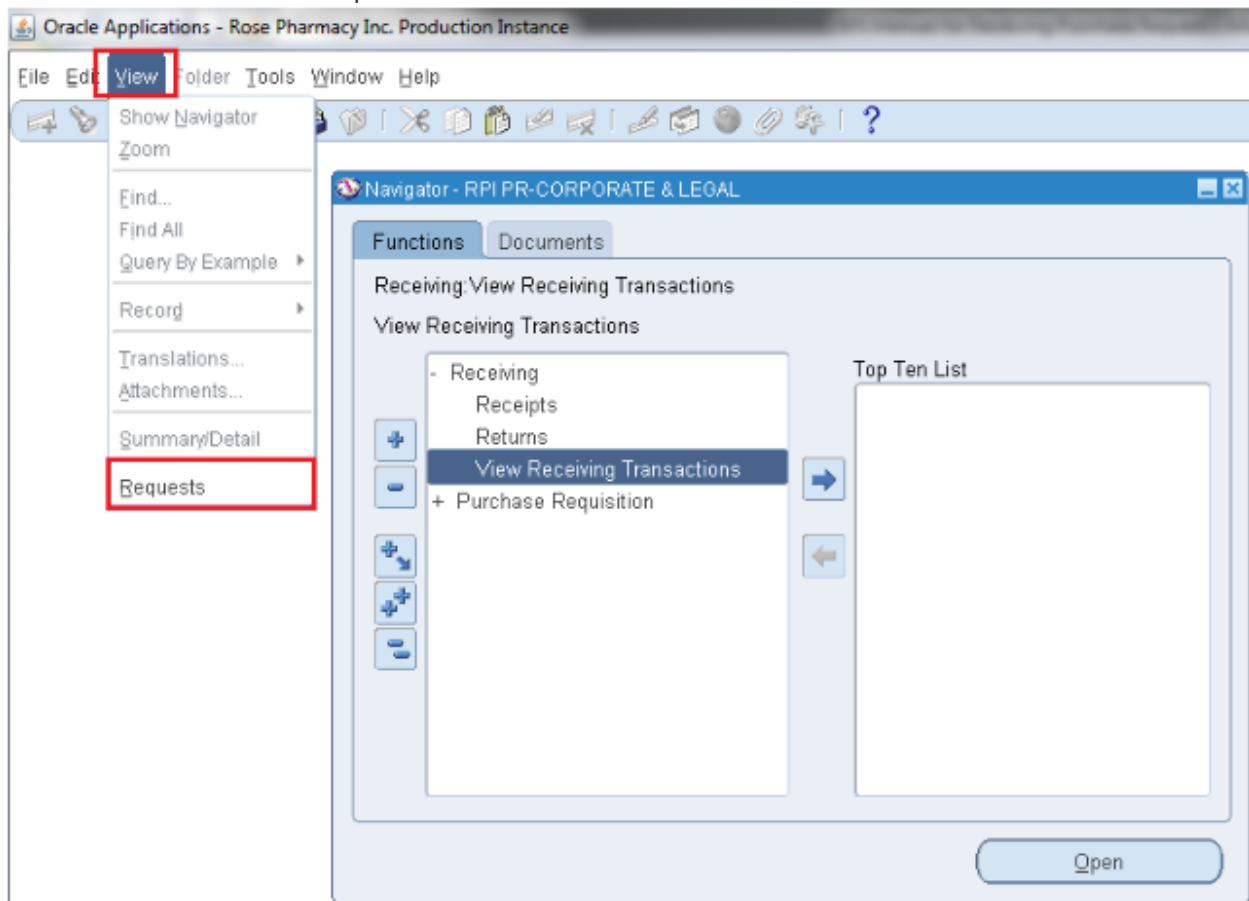 Oracle Applications - Rose Pharmacy Inc. Production Instance
File Edit View Folder Tools Window Help
Show Navigator
Zoom
Find...
Find All
Query By Example
Record
Translations...
Attachments...
Summary/Detail
Requests
Navigator - RPI PR-CORPORATE & LEGAL
Functions Documents
Receiving:View Receiving Transactions
View Receiving Transactions
- Receiving
Receipts
Returns
View Receiving Transactions
+ Purchase Requisition
Top Ten List
Open